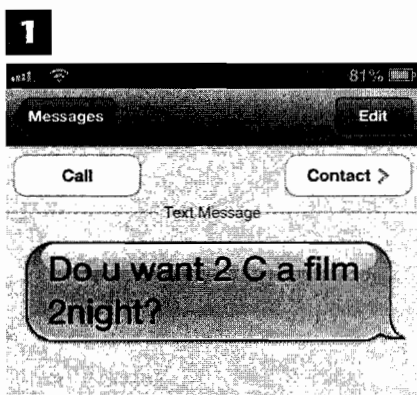 1
81%
Messages
Edit
Call
Contact >
Text Message
Do u want 2 C a film
2night?